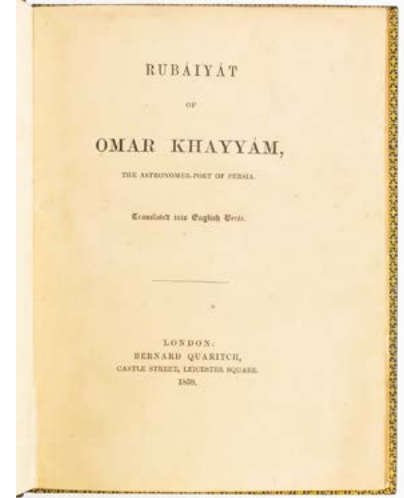 RUBÁIYÁT
OF
OMAR KHAYYÁM,
THE ASTRONOMER-POET OF PERSIA.
Translated into English Verse.
LONDON:
BERNARD QUARITCH,
CASTLE STREET, LEICESTER SQUARE.
1859.